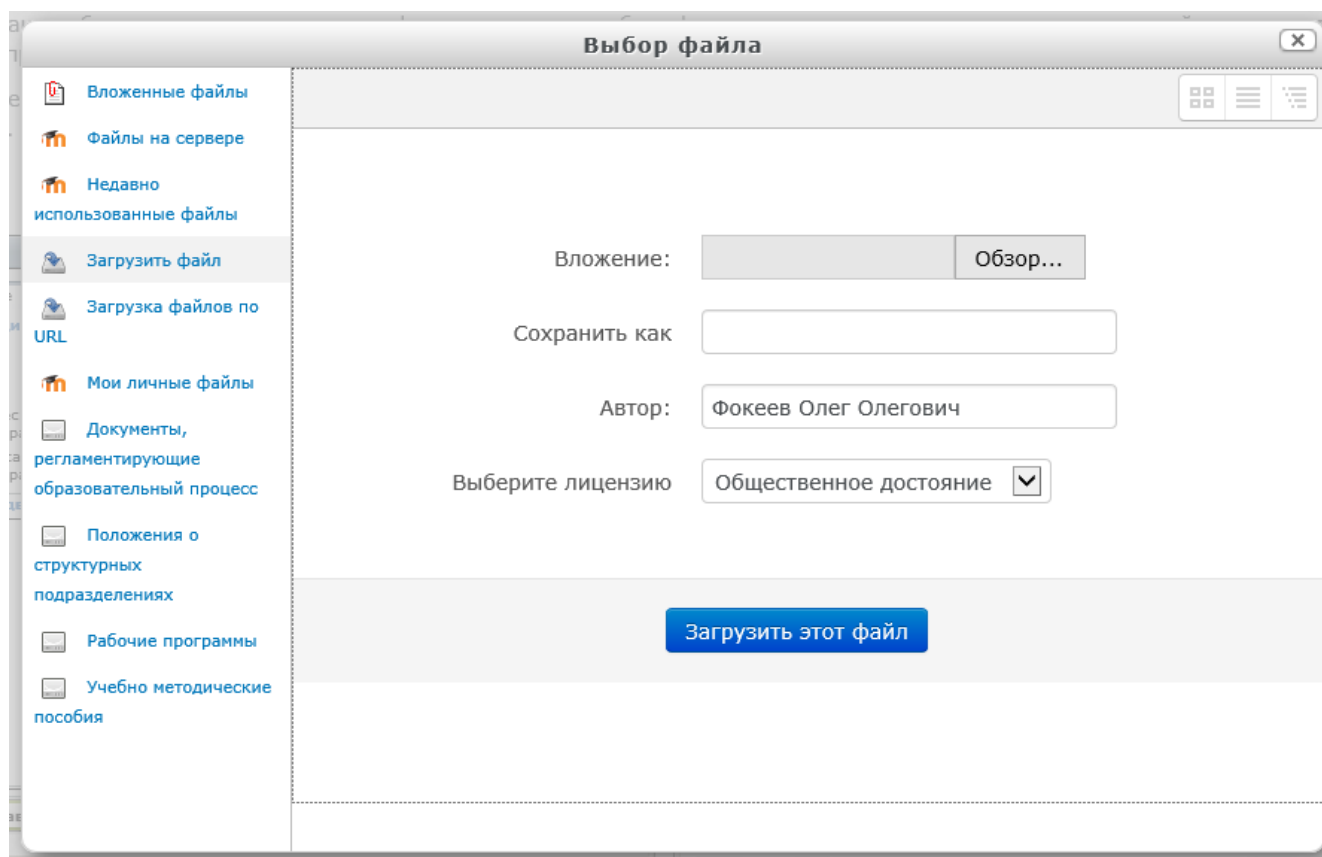 Выбор файла
Вложенные файлы
Файлы на сервере
Недавно
использованные файлы
Загрузить файл
Загрузка файлов по
URL
Мои личные файлы
Документы,
регламентирующие
образовательный процесс
Положения о
структурных
подразделениях
Рабочие программы
Учебно методические
пособия
Вложение:
Обзор...
Сохранить как
Автор:
Фокеев Олег Олегович
Выберите лицензию
Общественное достояние
Загрузить этот файл